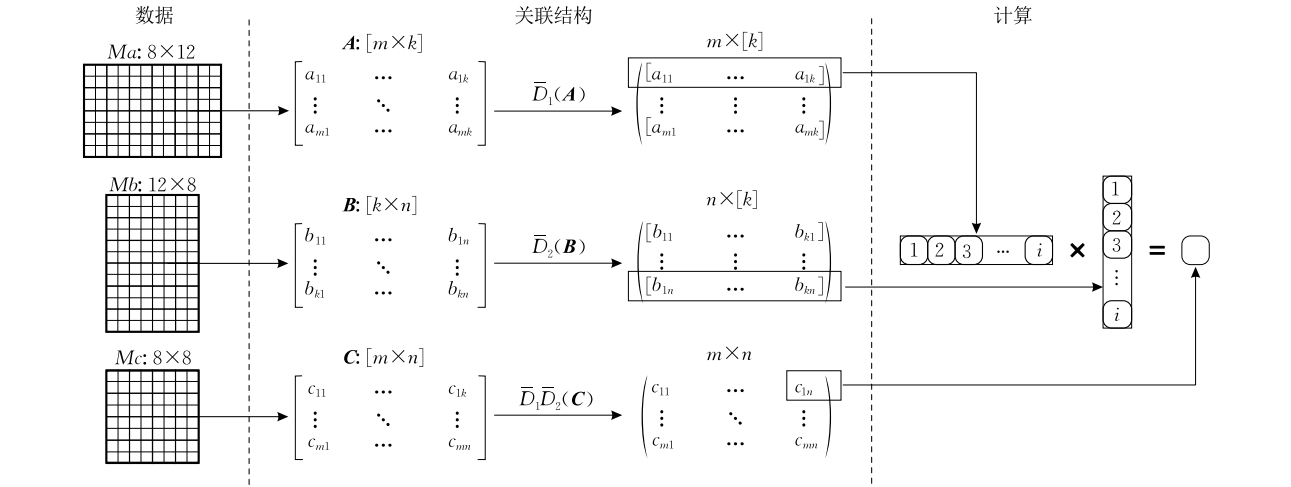 数据 关联结构 计算
Ma: 8×12
A: [m×k]
m×[k]
a11 … a1k
⋮ ⋱ ⋮
am1 … amk
D̅1(A)
[a11 … a1k]
⋮ ⋮ ⋮
[am1 … amk]
Mb: 12×8
B: [k×n]
n×[k]
b11 … b1n
⋮ ⋱ ⋮
bk1 … bkn
D̅2(B)
[b11 … bk1]
⋮ ⋮ ⋮
[b1n … bkn]
Mc: 8×8
C: [m×n]
m×n
c11 … c1k
⋮ ⋱ ⋮
cm1 … cmn
D̅1D̅2(C)
c11 … c1n
⋮ ⋱ ⋮
cm1 … cmn
1 2 3 … i
×
1
2
3
⋮
i
=